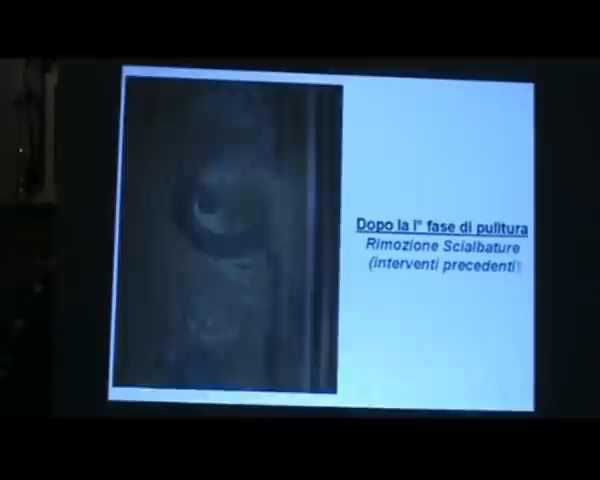 Dopo la I° fase di pulitura
Rimozione Scialbature
(interventi precedenti)